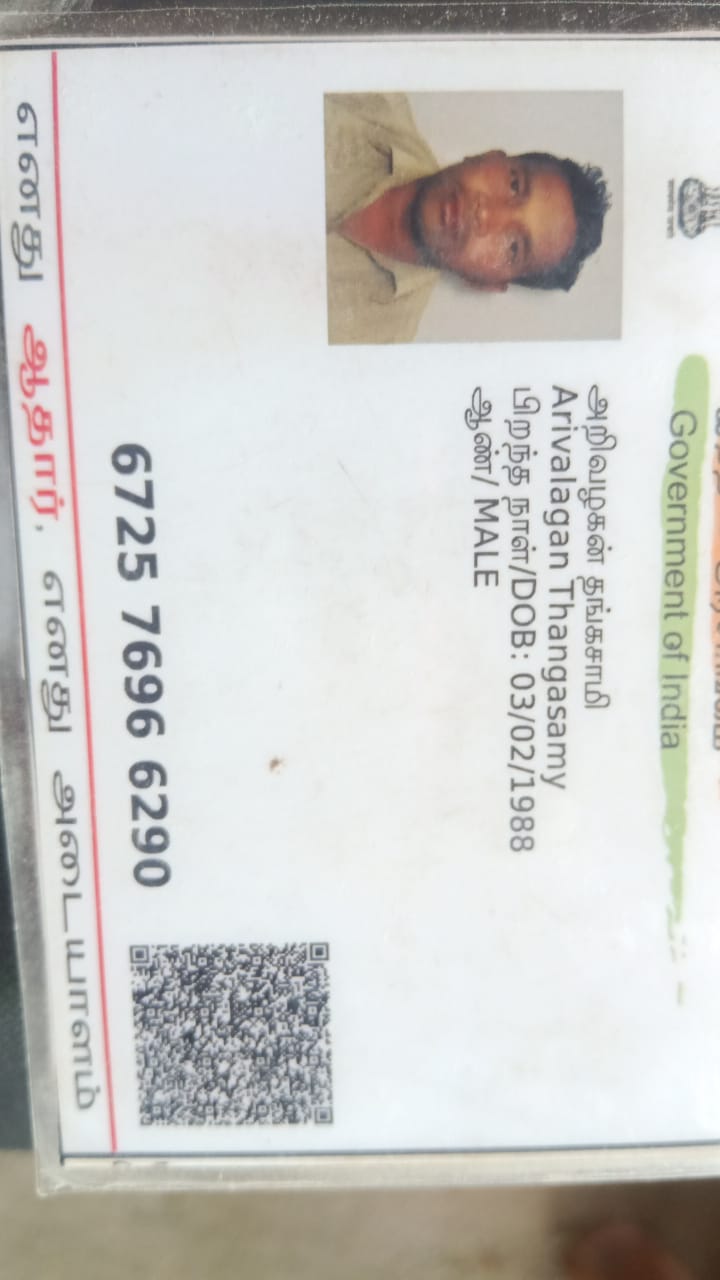 Government of India
அறிவழகன் தங்கசாமி
Arivalagan Thangasamy
பிறந்த நாள்/DOB: 03/02/1988
ஆண்/ MALE
6725 7696 6290
எனது ஆதார், எனது அடையாளம்